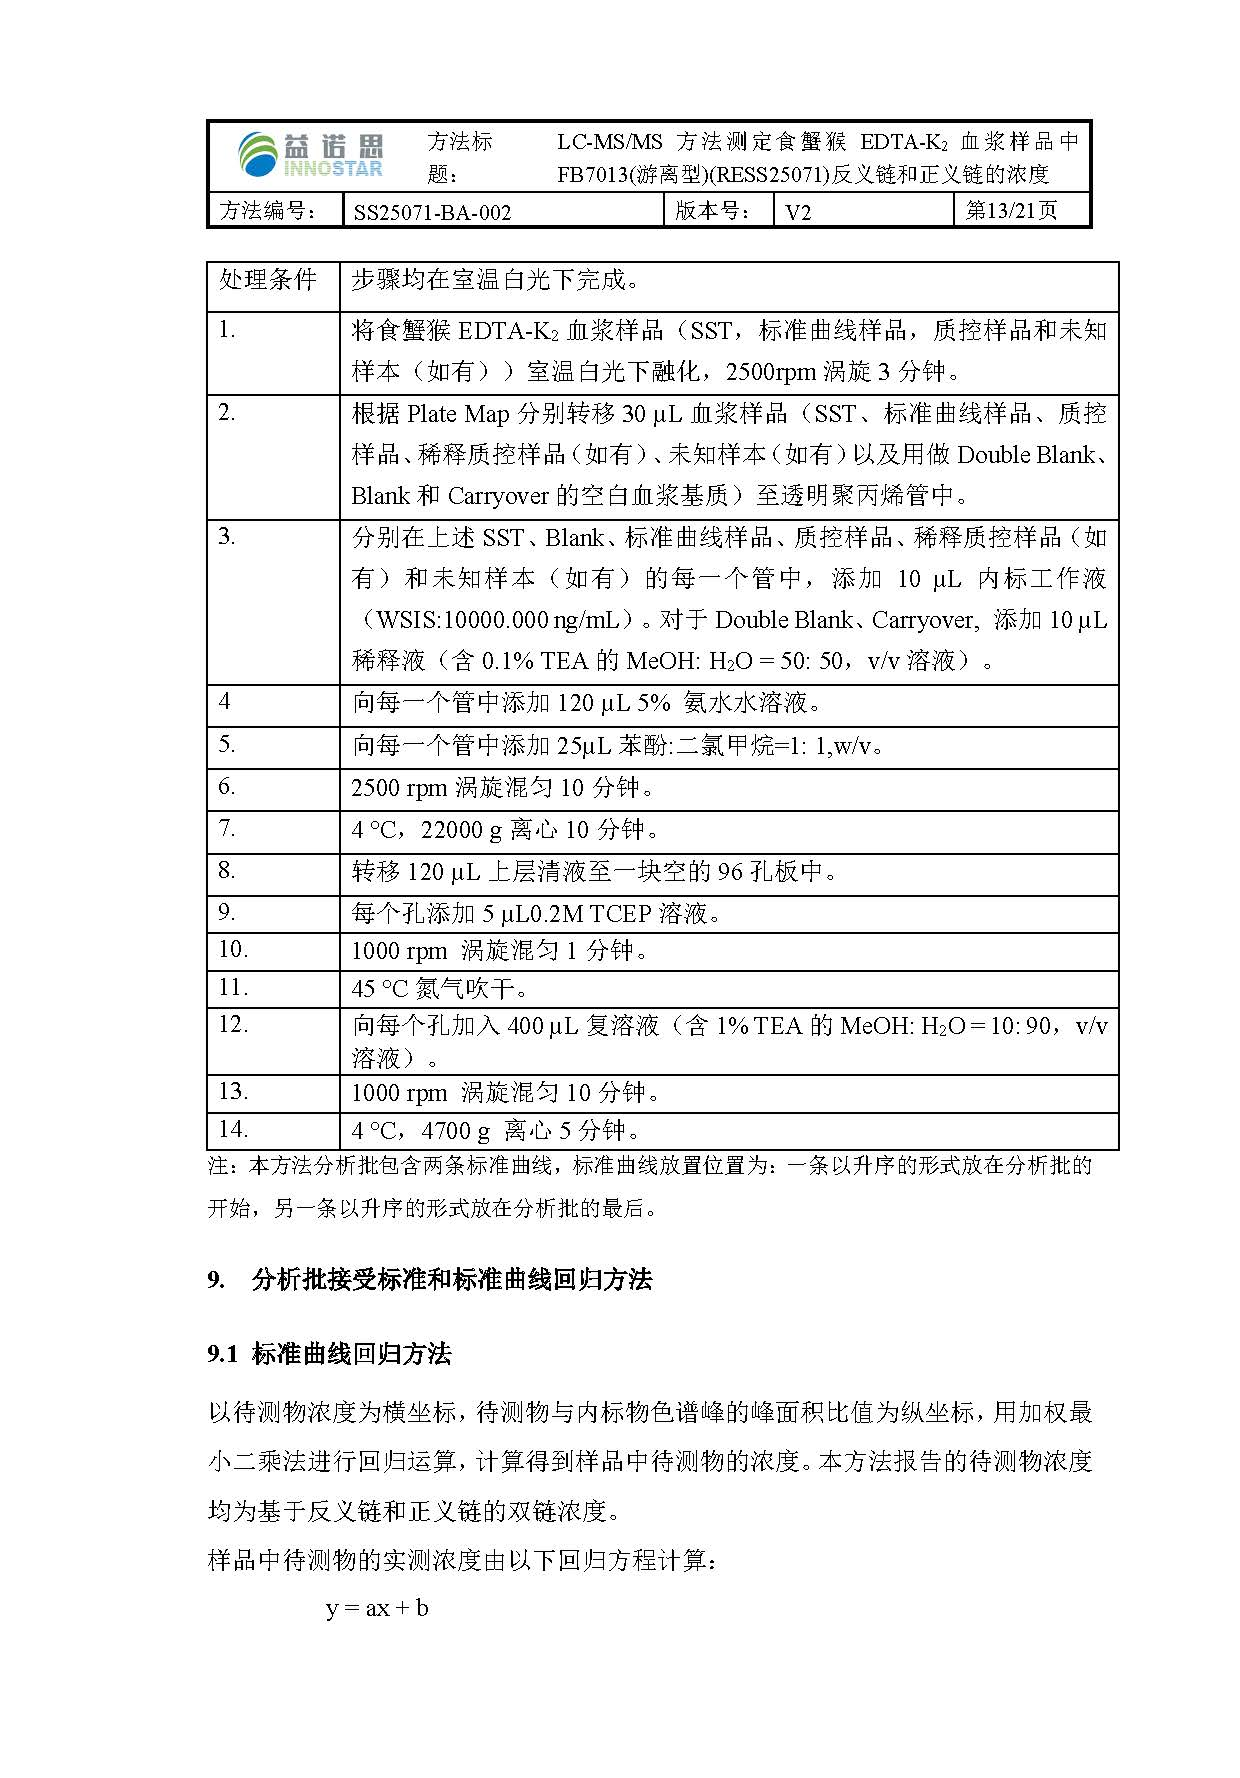 益诺思
INNOSTAR
方法标题：
LC-MS/MS 方法测定食蟹猴 EDTA-K2 血浆样品中
FB7013(游离型)(RESS25071)反义链和正义链的浓度
方法编号： SS25071-BA-002 版本号： V2 第13/21页
处理条件 步骤均在室温白光下完成。
1. 将食蟹猴 EDTA-K2 血浆样品（SST，标准曲线样品，质控样品和未知
样本（如有））室温白光下融化，2500rpm 涡旋 3 分钟。
2. 根据 Plate Map 分别转移 30 µL 血浆样品（SST、标准曲线样品、质控
样品、稀释质控样品（如有）、未知样本（如有）以及用做 Double Blank、
Blank 和 Carryover 的空白血浆基质）至透明聚丙烯管中。
3. 分别在上述 SST、Blank、标准曲线样品、质控样品、稀释质控样品（如
有）和未知样本（如有）的每一个管中，添加 10 µL 内标工作液
（WSIS:10000.000 ng/mL）。对于 Double Blank、Carryover, 添加 10 µL
稀释液（含 0.1% TEA 的 MeOH: H2O = 50: 50，v/v 溶液）。
4 向每一个管中添加 120 µL 5% 氨水水溶液。
5. 向每一个管中添加 25µL 苯酚:二氯甲烷=1: 1,w/v。
6. 2500 rpm 涡旋混匀 10 分钟。
7. 4 °C，22000 g 离心 10 分钟。
8. 转移 120 µL 上层清液至一块空的 96 孔板中。
9. 每个孔添加 5 µL0.2M TCEP 溶液。
10. 1000 rpm 涡旋混匀 1 分钟。
11. 45 °C 氮气吹干。
12. 向每个孔加入 400 µL 复溶液（含 1% TEA 的 MeOH: H2O = 10: 90，v/v
溶液）。
13. 1000 rpm 涡旋混匀 10 分钟。
14. 4 °C，4700 g 离心 5 分钟。
注：本方法分析批包含两条标准曲线，标准曲线放置位置为：一条以升序的形式放在分析批的
开始，另一条以升序的形式放在分析批的最后。
9. 分析批接受标准和标准曲线回归方法
9.1 标准曲线回归方法
以待测物浓度为横坐标，待测物与内标物色谱峰的峰面积比值为纵坐标，用加权最
小二乘法进行回归运算，计算得到样品中待测物的浓度。本方法报告的待测物浓度
均为基于反义链和正义链的双链浓度。
样品中待测物的实测浓度由以下回归方程计算：
y = ax + b